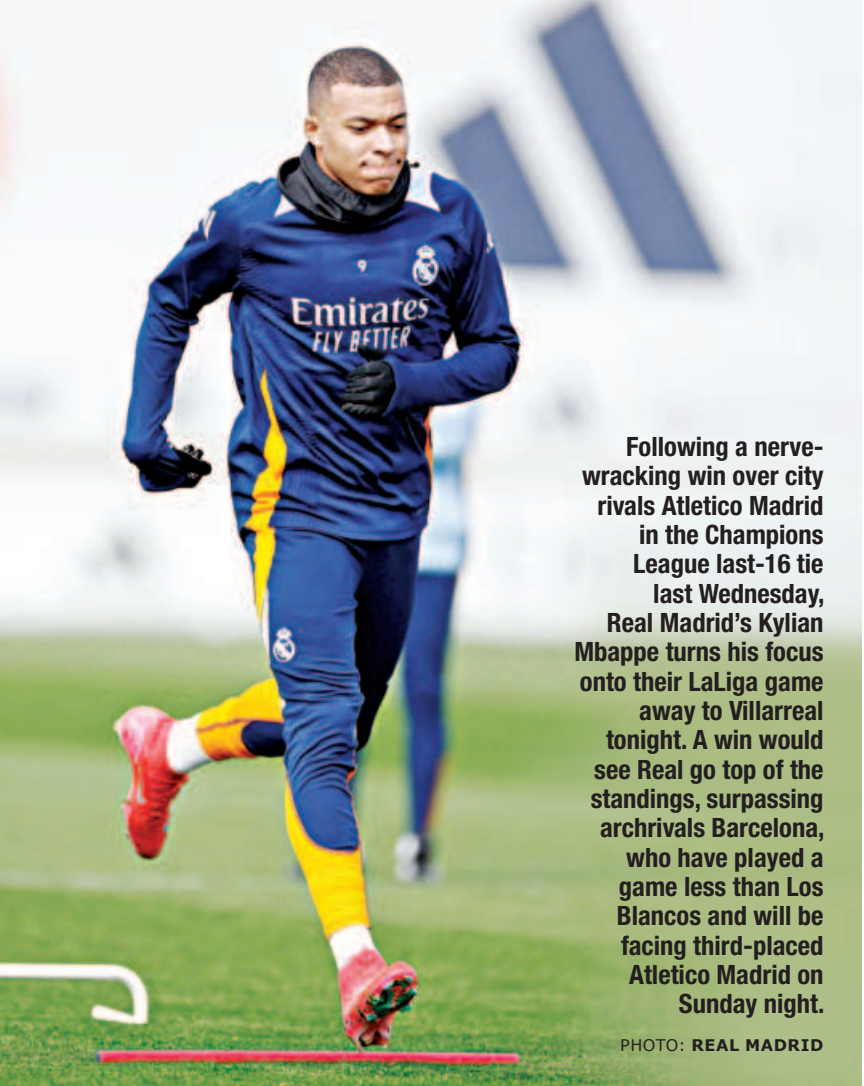 9
Emirates
FLY BETTER
Following a nerve-
wracking win over city
rivals Atletico Madrid
in the Champions
League last-16 tie
last Wednesday,
Real Madrid’s Kylian
Mbappe turns his focus
onto their LaLiga game
away to Villarreal
tonight. A win would
see Real go top of the
standings, surpassing
archrivals Barcelona,
who have played a
game less than Los
Blancos and will be
facing third-placed
Atletico Madrid on
Sunday night.
PHOTO: REAL MADRID